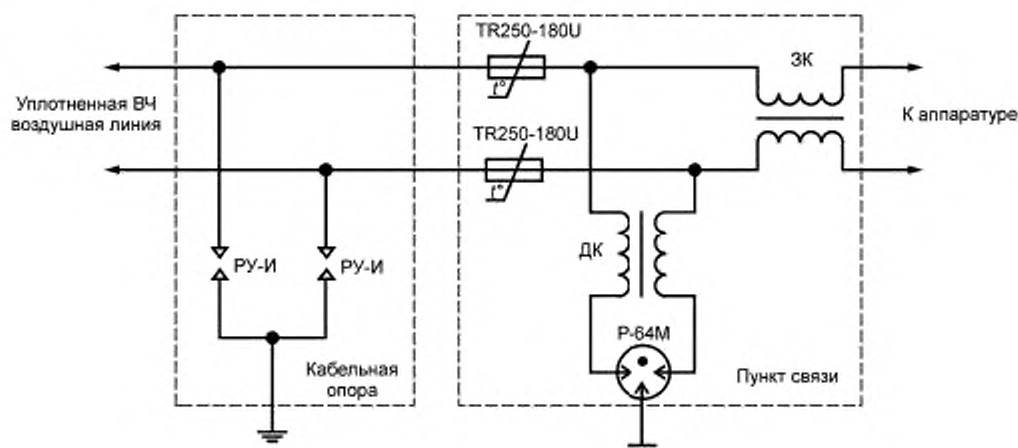 TR250-180U
ЗК
Уплотненная ВЧ
воздушная линия
К аппаратуре
TR250-180U
t°
t°
РУ-И
РУ-И
ДК
Р-64М
Кабельная
опора
Пункт связи